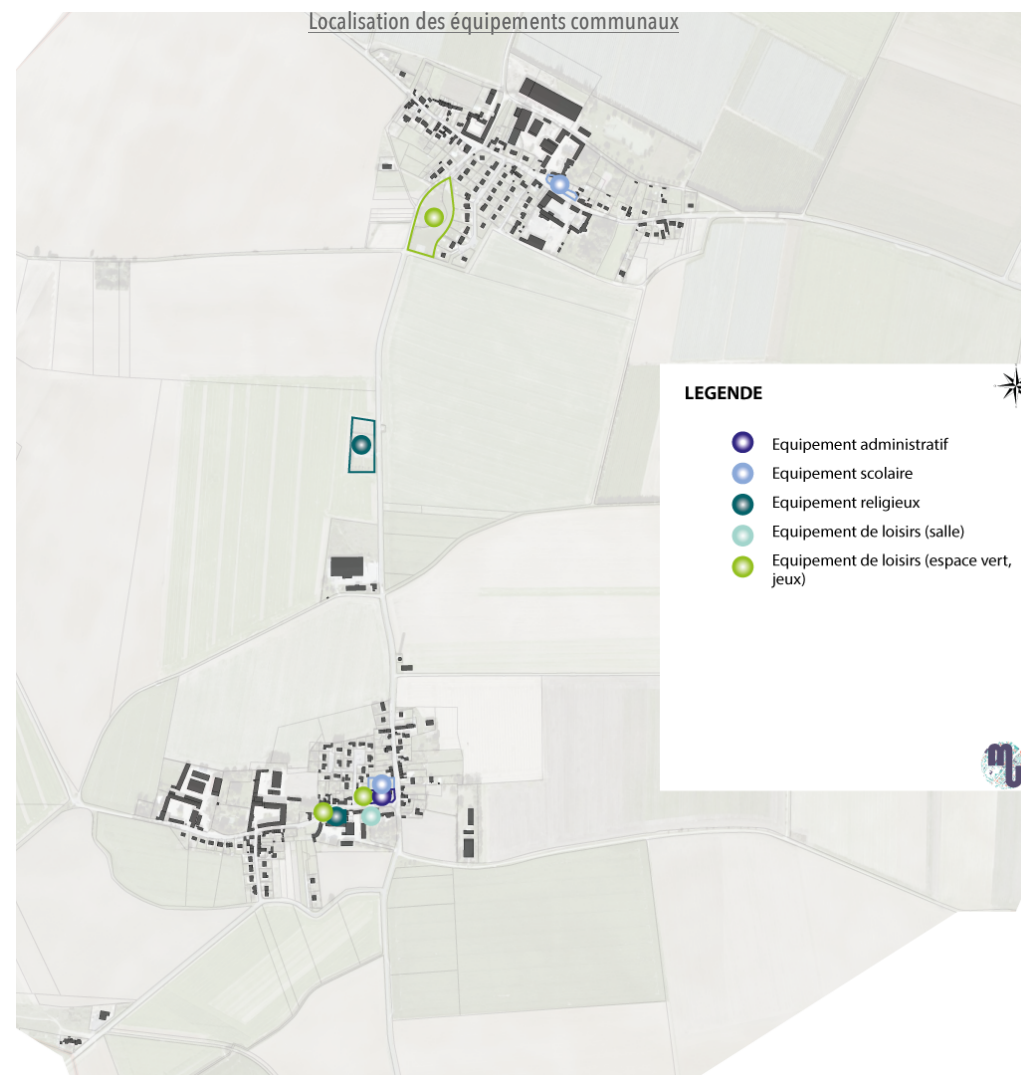 Localisation des équipements communaux
LEGENDE
Equipement administratif
Equipement scolaire
Equipement religieux
Equipement de loisirs (salle)
Equipement de loisirs (espace vert,
jeux)